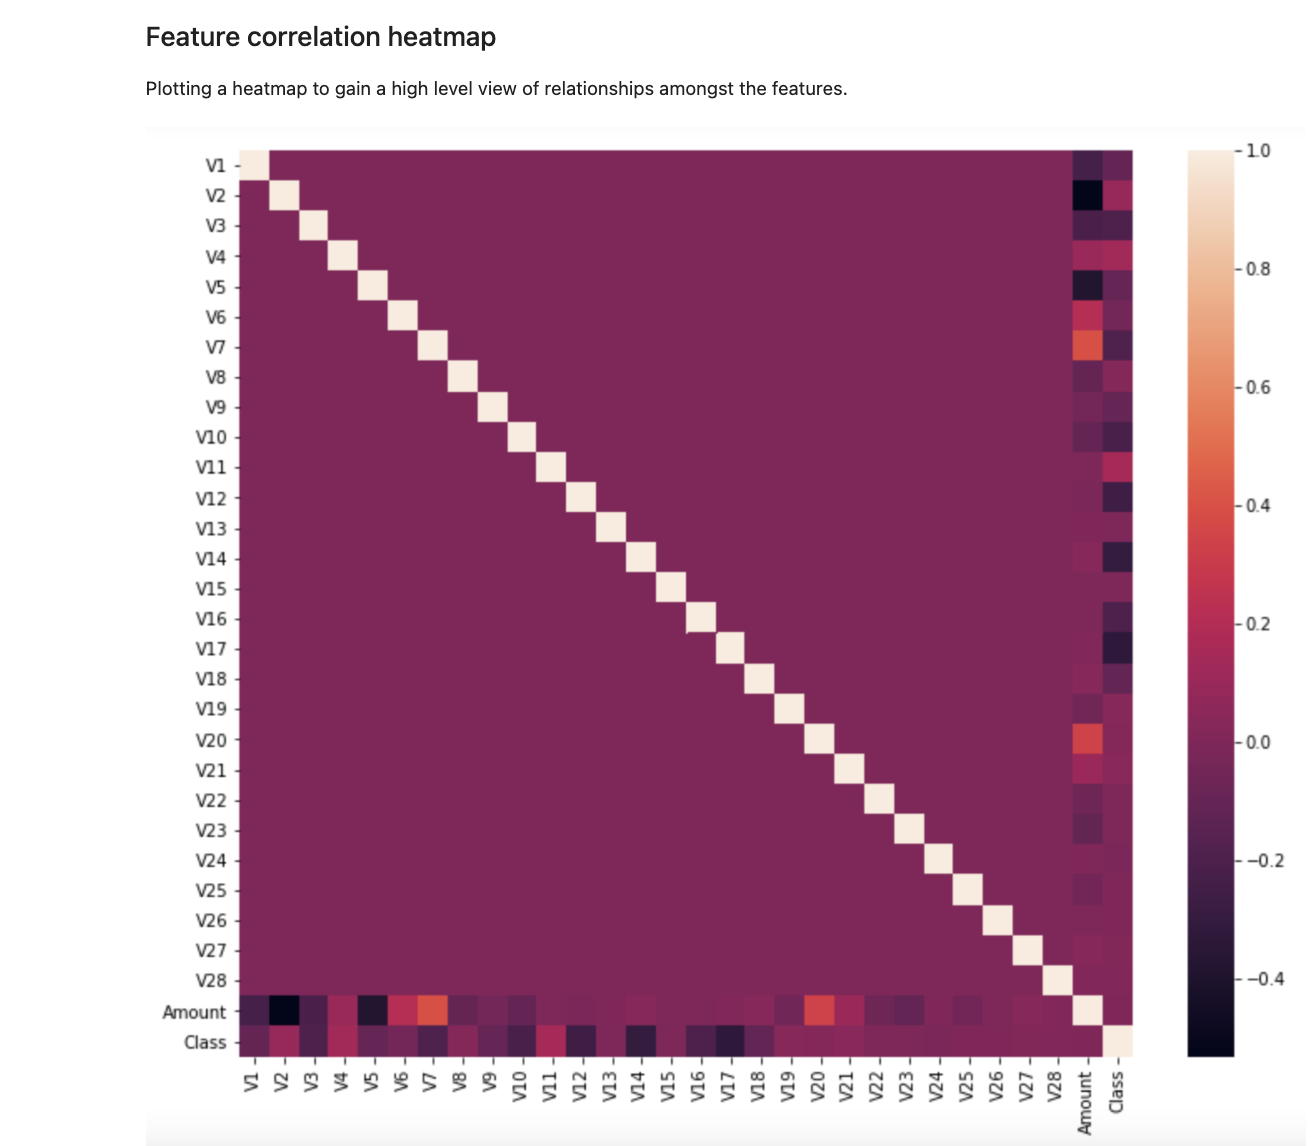 Feature correlation heatmap
Plotting a heatmap to gain a high level view of relationships amongst the features.
V1
V2
V3
V4
V5
V6
V7
V8
V9
V10
V11
V12
V13
V14
V15
V16
V17
V18
V19
V20
V21
V22
V23
V24
V25
V26
V27
V28
Amount
Class
V1 V2 V3 V4 V5 V6 V7 V8 V9 V10 V11 V12 V13 V14 V15 V16 V17 V18 V19 V20 V21 V22 V23 V24 V25 V26 V27 V28 Amount Class
1.0
0.8
0.6
0.4
0.2
0.0
−0.2
−0.4